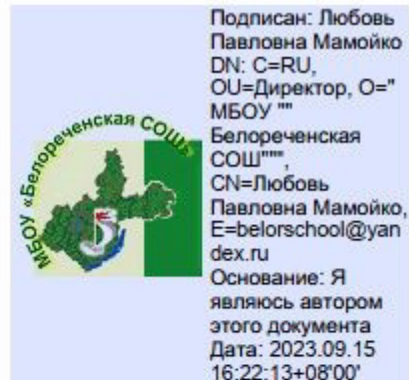 МБОУ «Белореченская СОШ»
Подписан: Любовь
Павловна Мамойко
DN: C=RU,
OU=Директор, O="
МБОУ ""
Белореченская
СОШ""",
CN=Любовь
Павловна Мамойко,
E=belorschool@yan
dex.ru
Основание: Я
являюсь автором
этого документа
Дата: 2023.09.15
16:22:13+08'00'